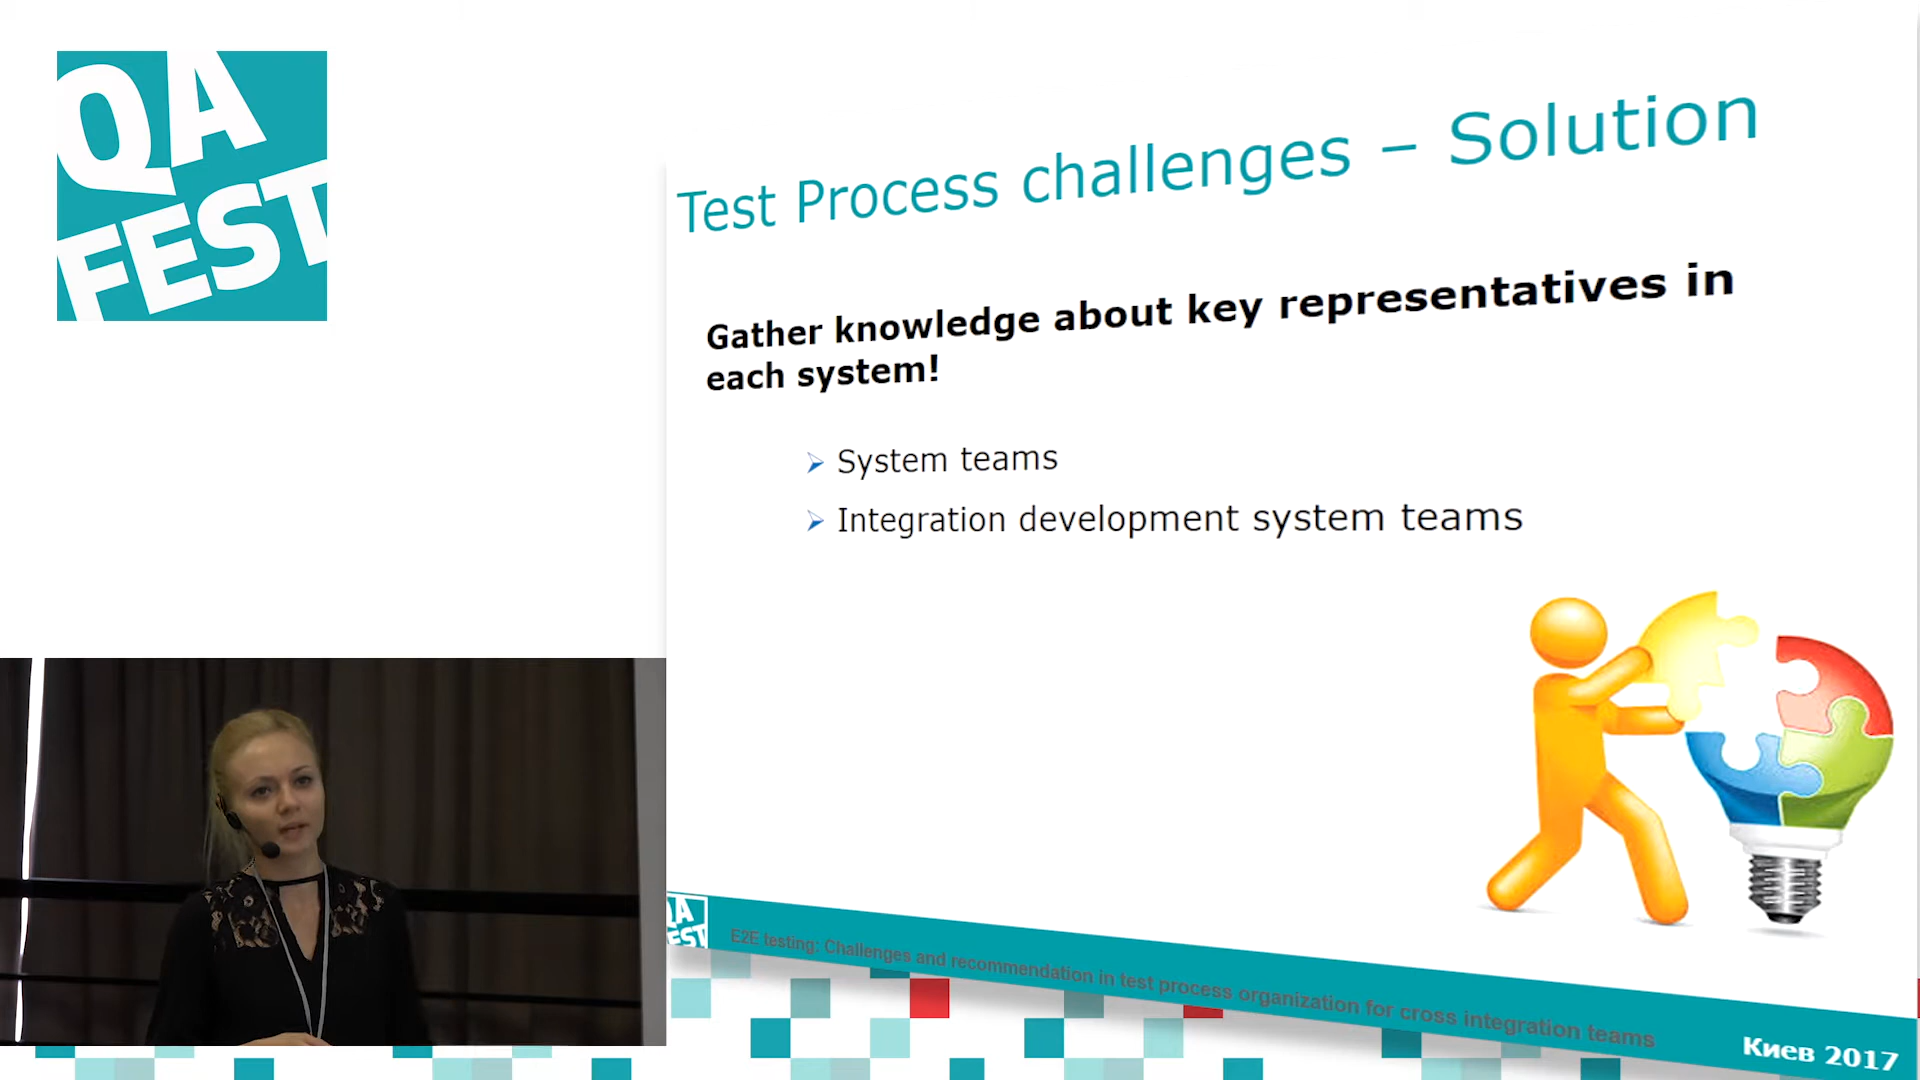 QA
FEST
Test Process challenges – Solution
Gather knowledge about key representatives in
each system!
System teams
Integration development system teams
QA
FEST
E2E testing: Challenges and recommendation in test process organization for cross integration teams
Киев 2017